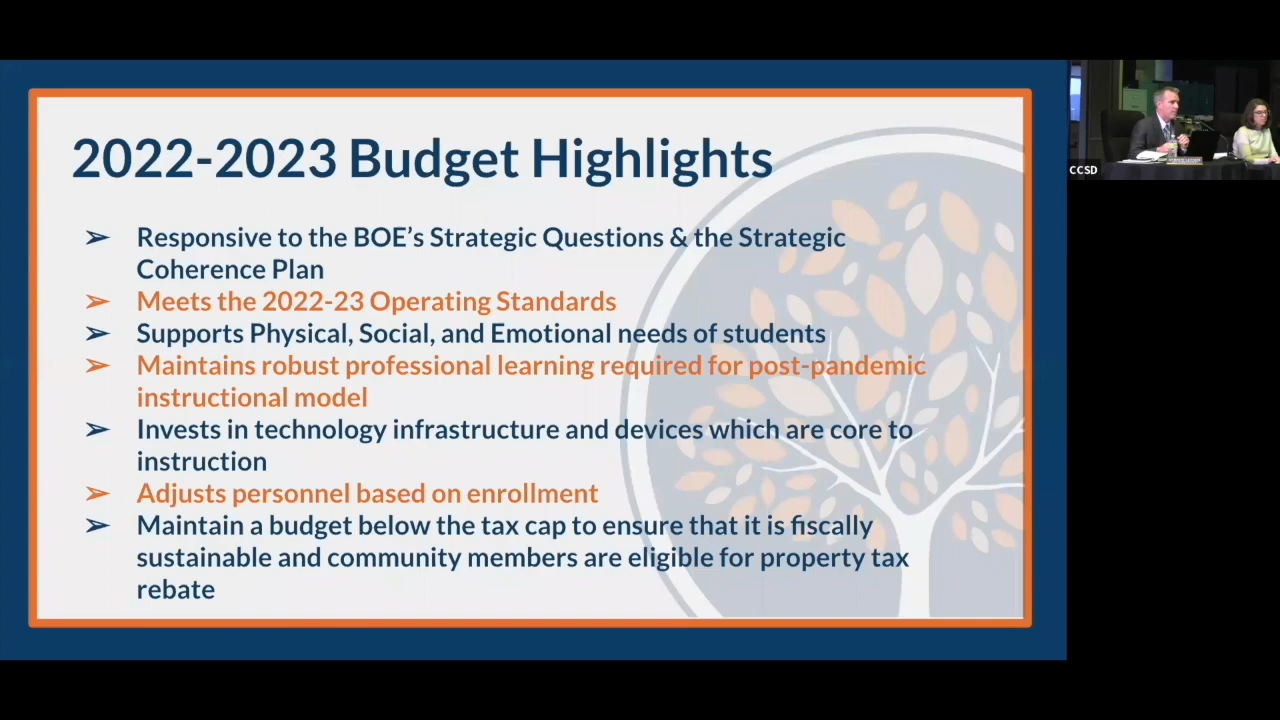 2022-2023 Budget Highlights
➢ Responsive to the BOE's Strategic Questions & the Strategic
Coherence Plan
➢ Meets the 2022-23 Operating Standards
➢ Supports Physical, Social, and Emotional needs of students
➢ Maintains robust professional learning required for post-pandemic
instructional model
➢ Invests in technology infrastructure and devices which are core to
instruction
➢ Adjusts personnel based on enrollment
➢ Maintain a budget below the tax cap to ensure that it is fiscally
sustainable and community members are eligible for property tax
rebate
CCSD